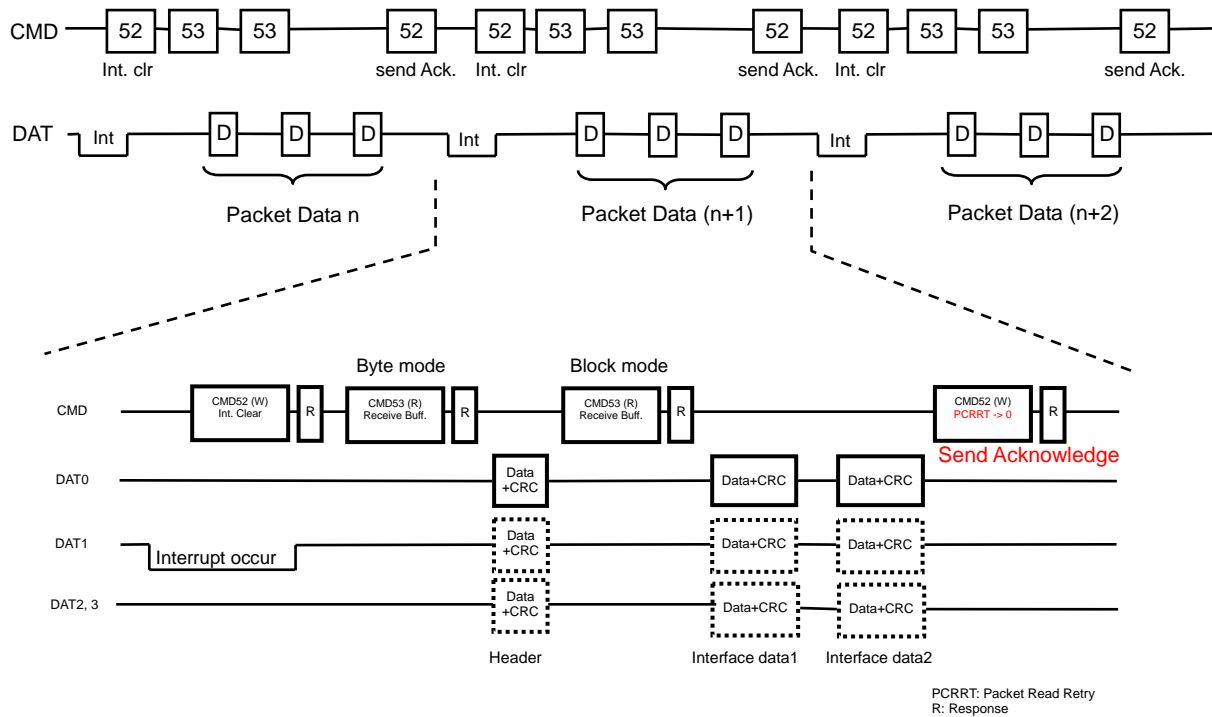 CMD 52 53 53 52 52 53 53 52 52 53 53 52
Int. clr send Ack. Int. clr send Ack. Int. clr send Ack.
DAT Int D D D Int D D D Int D D D
Packet Data n Packet Data (n+1) Packet Data (n+2)
Byte mode Block mode
CMD
CMD52 (W)
Int. Clear
R
CMD53 (R)
Receive Buff.
R
CMD53 (R)
Receive Buff.
R
CMD52 (W)
PCRRT -> 0
R
Send Acknowledge
DAT0
Data
+CRC
Data+CRC Data+CRC
DAT1
Interrupt occur
Data
+CRC
Data+CRC Data+CRC
DAT2, 3
Data
+CRC
Data+CRC Data+CRC
Header Interface data1 Interface data2
PCRRT: Packet Read Retry
R: Response